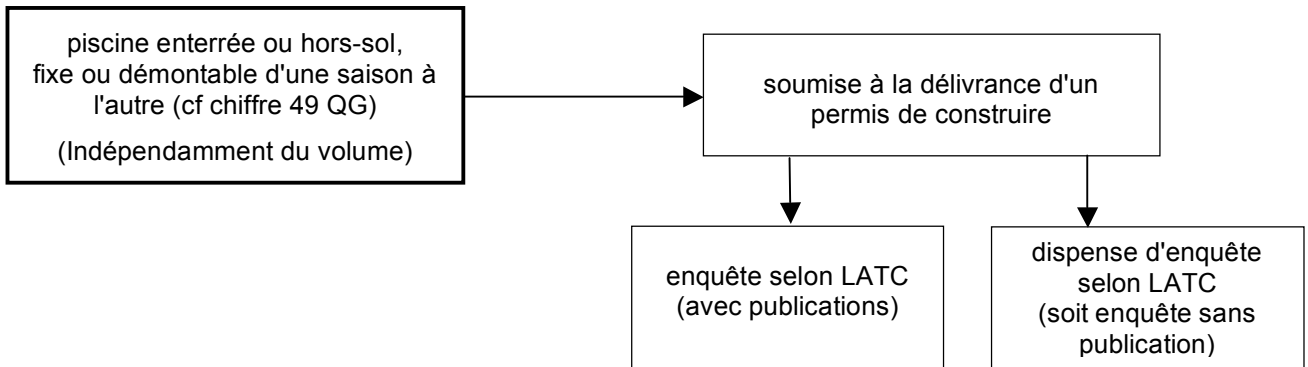 piscine enterrée ou hors-sol,
fixe ou démontable d'une saison à
l'autre (cf chiffre 49 QG)
(Indépendamment du volume)
soumise à la délivrance d'un
permis de construire
enquête selon LATC
(avec publications)
dispense d'enquête
selon LATC
(soit enquête sans
publication)